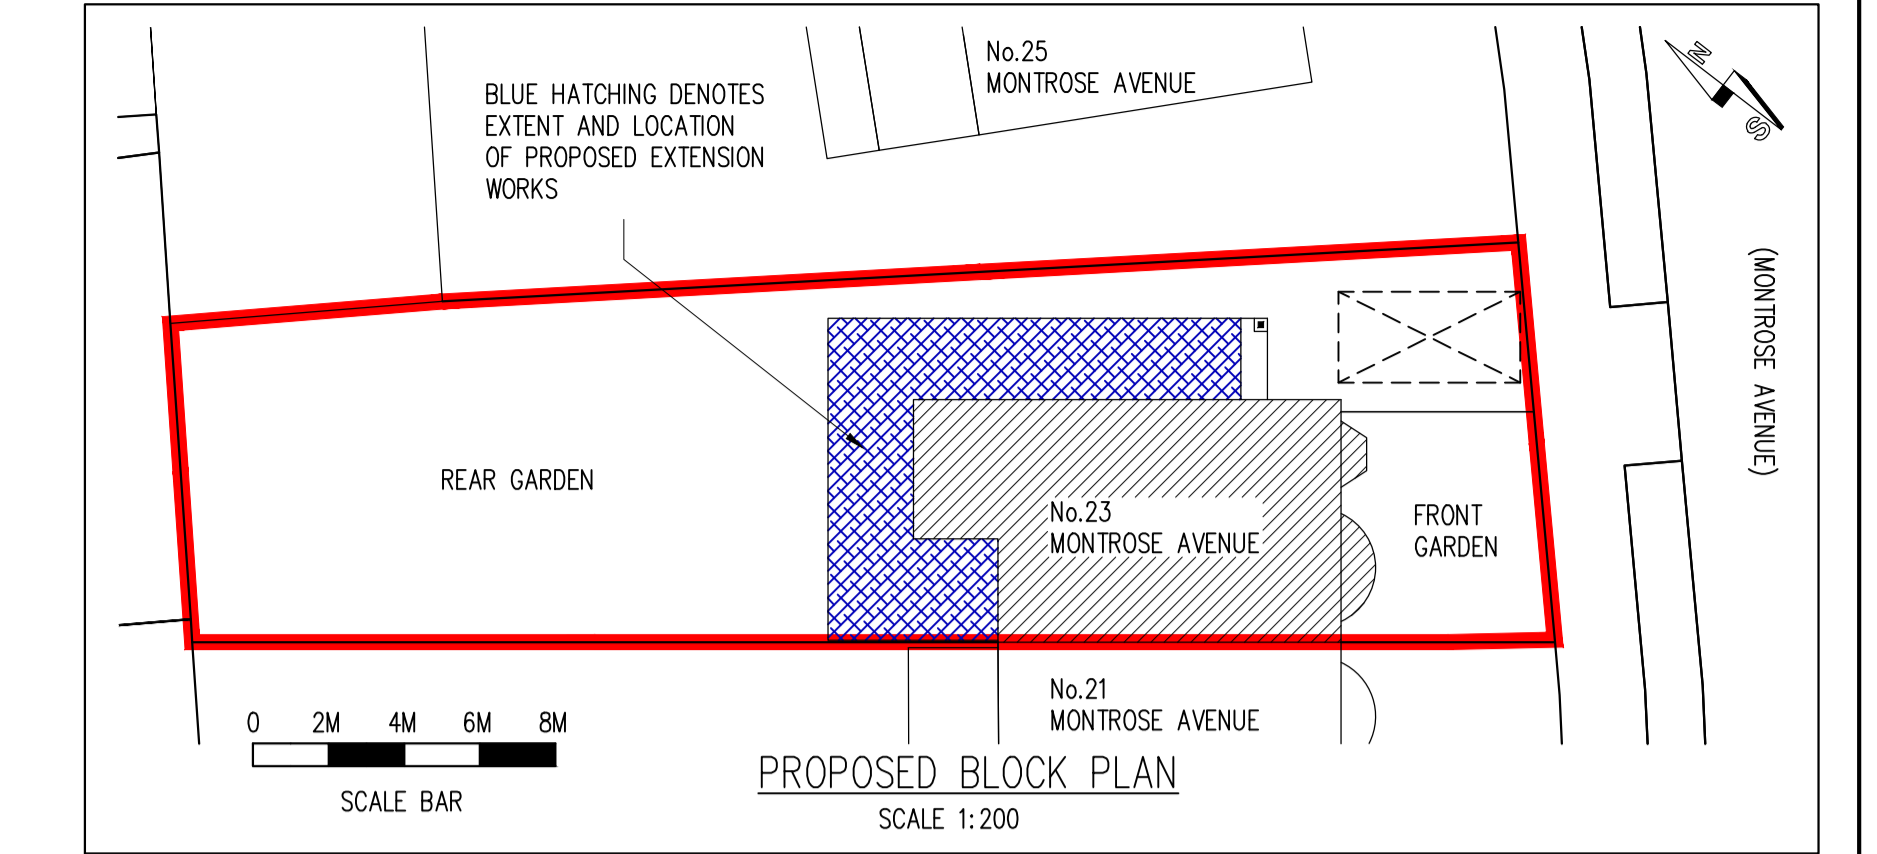 No.25
MONTROSE AVENUE
N
S
BLUE HATCHING DENOTES
EXTENT AND LOCATION
OF PROPOSED EXTENSION
WORKS
(MONTROSE AVENUE)
REAR GARDEN
No.23
MONTROSE AVENUE
FRONT
GARDEN
No.21
MONTROSE AVENUE
0 2M 4M 6M 8M
SCALE BAR
PROPOSED BLOCK PLAN
SCALE 1:200